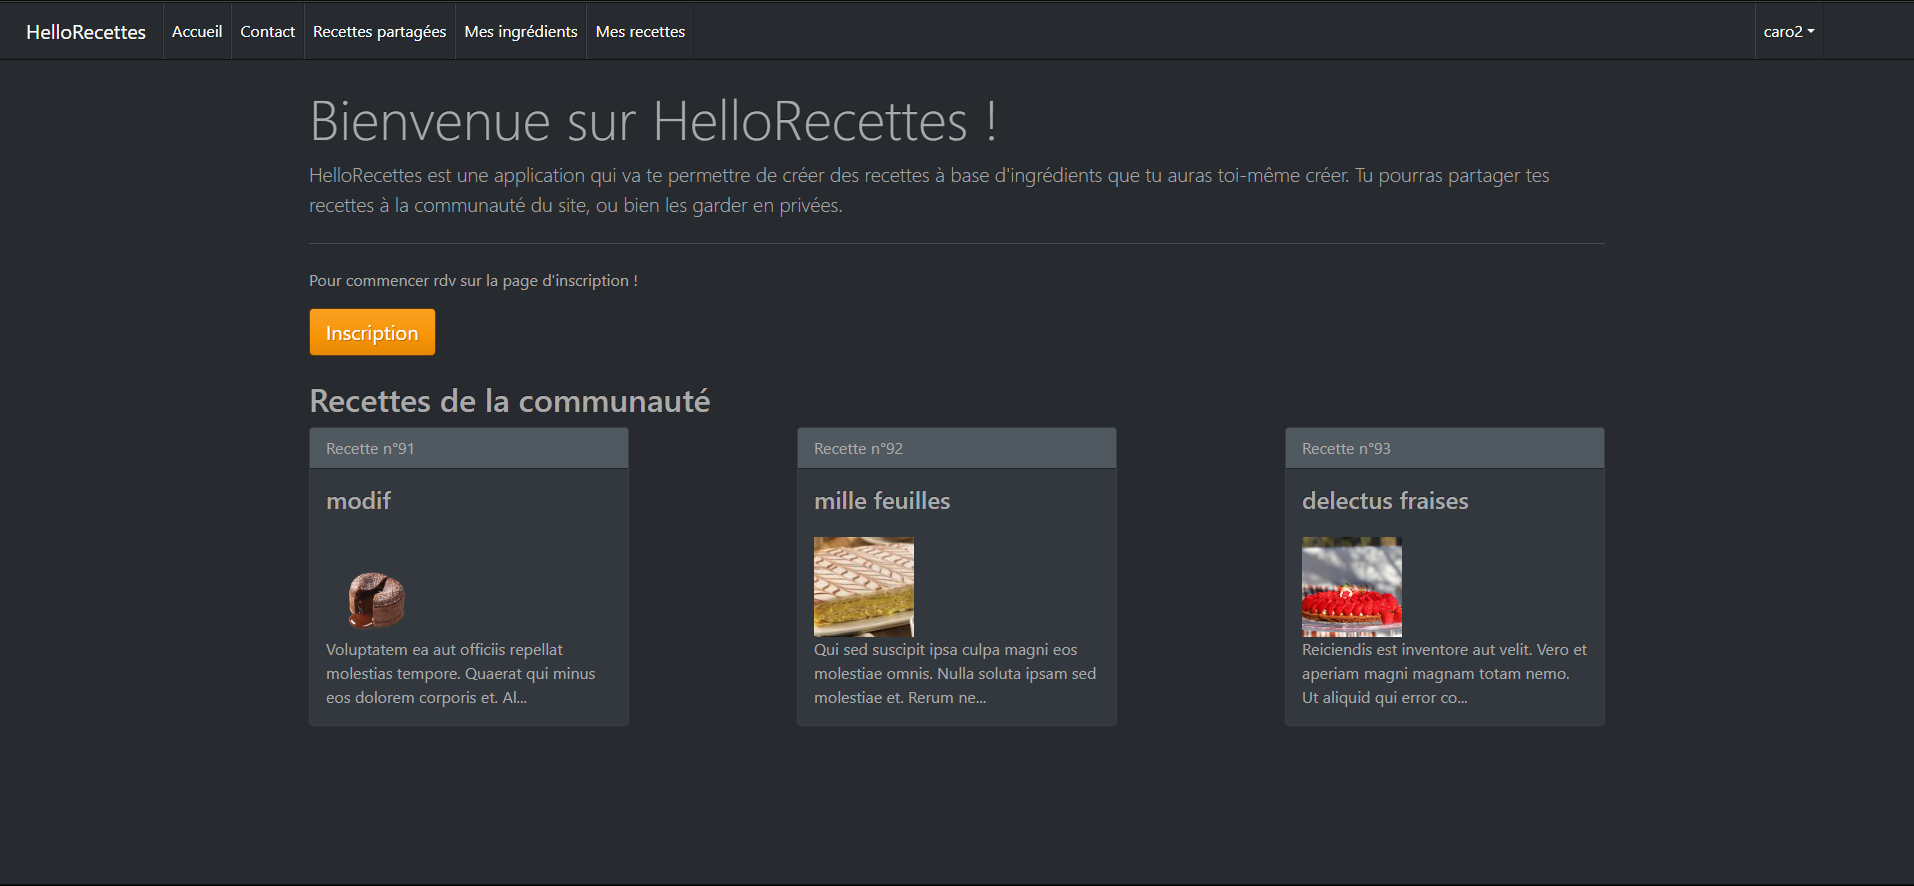 HelloRecettes Accueil Contact Recettes partagées Mes ingrédients Mes recettes caro2
Bienvenue sur HelloRecettes !
HelloRecettes est une application qui va te permettre de créer des recettes à base d'ingrédients que tu auras toi-même créer. Tu pourras partager tes
recettes à la communauté du site, ou bien les garder en privées.
Pour commencer rdv sur la page d'inscription !
Inscription
Recettes de la communauté
Recette n°91
modif
Voluptatem ea aut officiis repellat
molestias tempore. Quaerat qui minus
eos dolorem corporis et. Al...
Recette n°92
mille feuilles
Qui sed suscipit ipsa culpa magni eos
molestiae omnis. Nulla soluta ipsam sed
molestiae et. Rerum ne...
Recette n°93
delectus fraises
Reiciendis est inventore aut velit. Vero et
aperiam magni magnam totam nemo.
Ut aliquid qui error co...